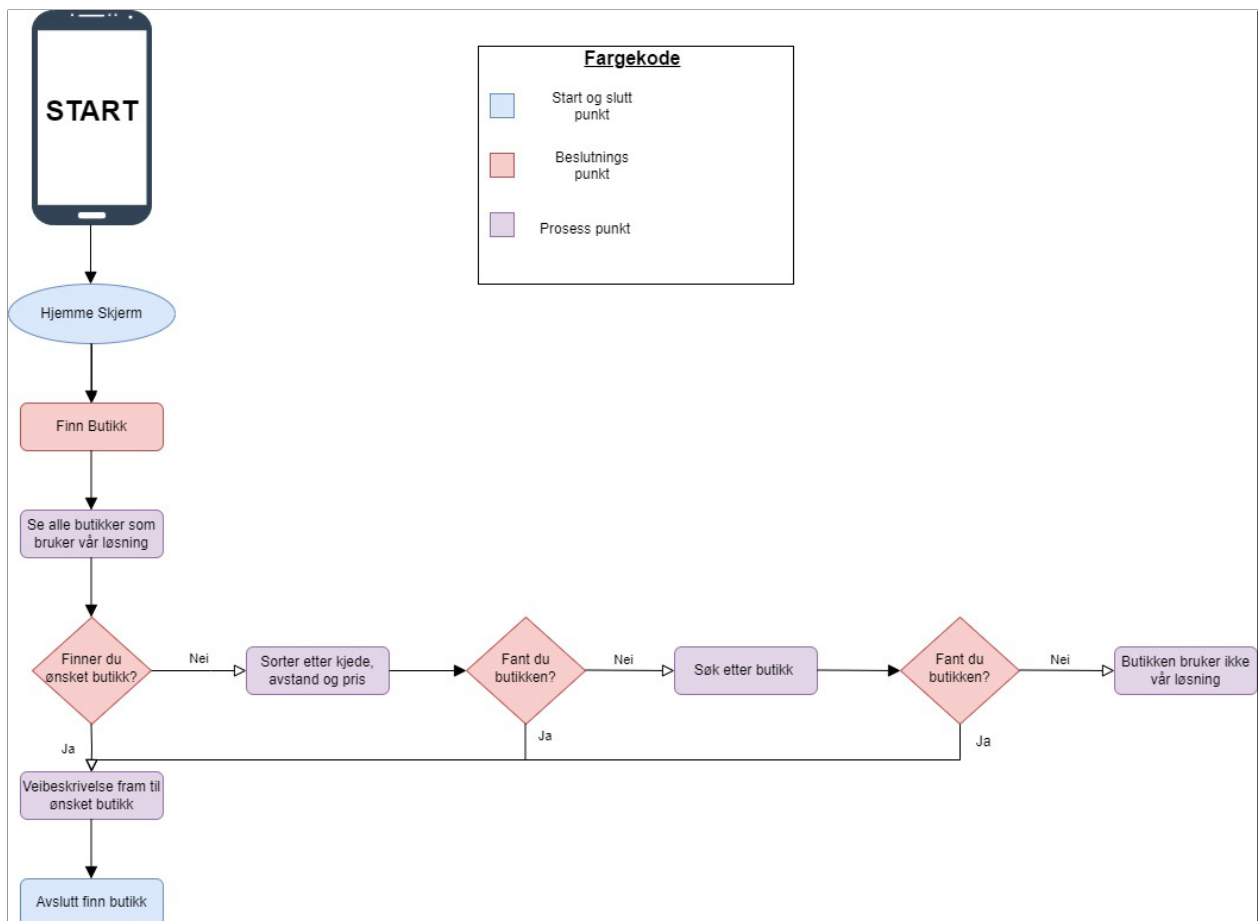 START
Fargekode
Start og slutt
punkt
Beslutnings
punkt
Prosess punkt
Hjemme Skjerm
Finn Butikk
Se alle butikker som
bruker vår løsning
Finner du
ønsket butikk?
Nei
Sorter etter kjede,
avstand og pris
Fant du
butikken?
Nei
Søk etter butikk
Fant du
butikken?
Nei
Butikken bruker ikke
vår løsning
Ja
Ja
Ja
Veibeskrivelse fram til
ønsket butikk
Avslutt finn butikk